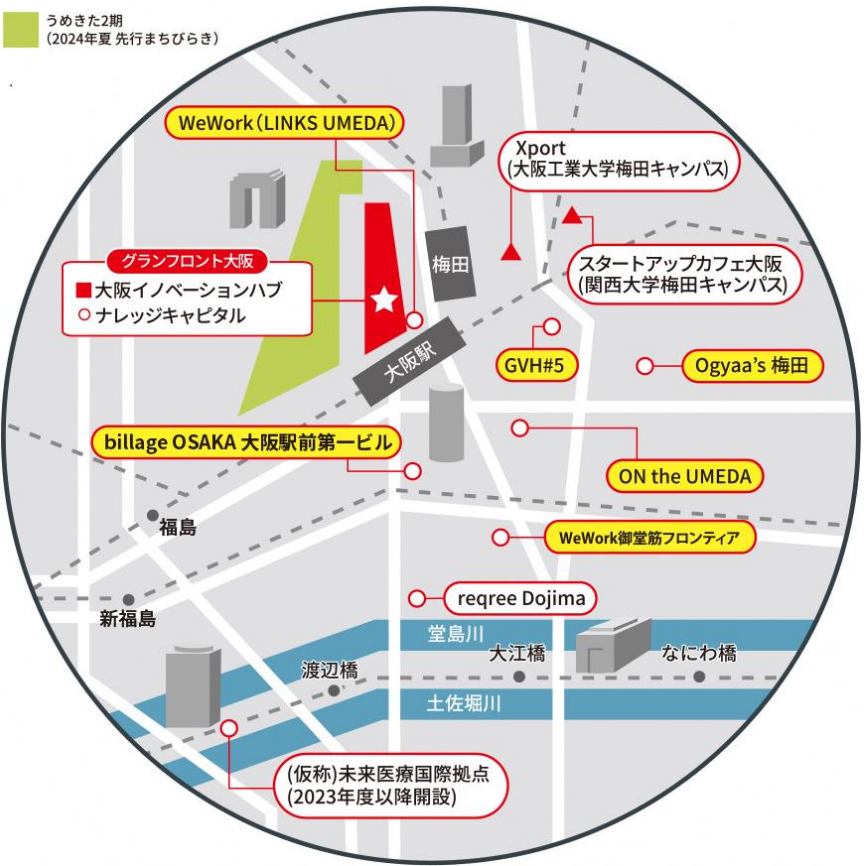 うめきた2期
(2024年夏 先行まちびらき)
WeWork(LINKS UMEDA)
Xport
(大阪工業大学梅田キャンパス)
梅田
スタートアップカフェ大阪
(関西大学梅田キャンパス)
グランフロント大阪
大阪イノベーションハブ
ナレッジキャピタル
大阪駅
GVH#5
Ogyaa's 梅田
billage OSAKA 大阪駅前第一ビル
ON the UMEDA
福島
WeWork御堂筋フロンティア
新福島
reqree Dojima
堂島川
大江橋
なにわ橋
渡辺橋
土佐堀川
(仮称)未来医療国際拠点
(2023年度以降開設)